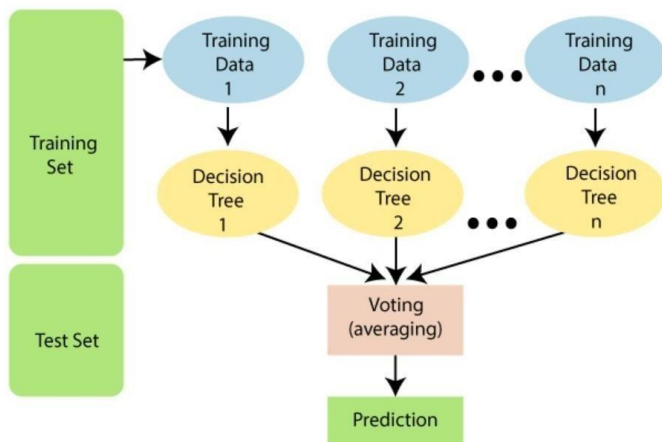 Training
Set
Test Set
Training
Data
1
Training
Data
2
Training
Data
n
Decision
Tree
1
Decision
Tree
2
Decision
Tree
n
Voting
(averaging)
Prediction